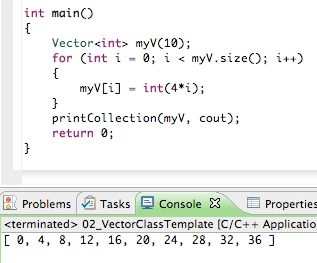 int main()
{
    Vector<int> myV(10);
    for (int i = 0; i < myV.size(); i++)
    {
        myV[i] = int(4*i);
    }
    printCollection(myV, cout);
    return 0;
}
Problems Tasks Console Properties
<terminated> 02_VectorClassTemplate [C/C++ Applicatio
[ 0, 4, 8, 12, 16, 20, 24, 28, 32, 36 ]